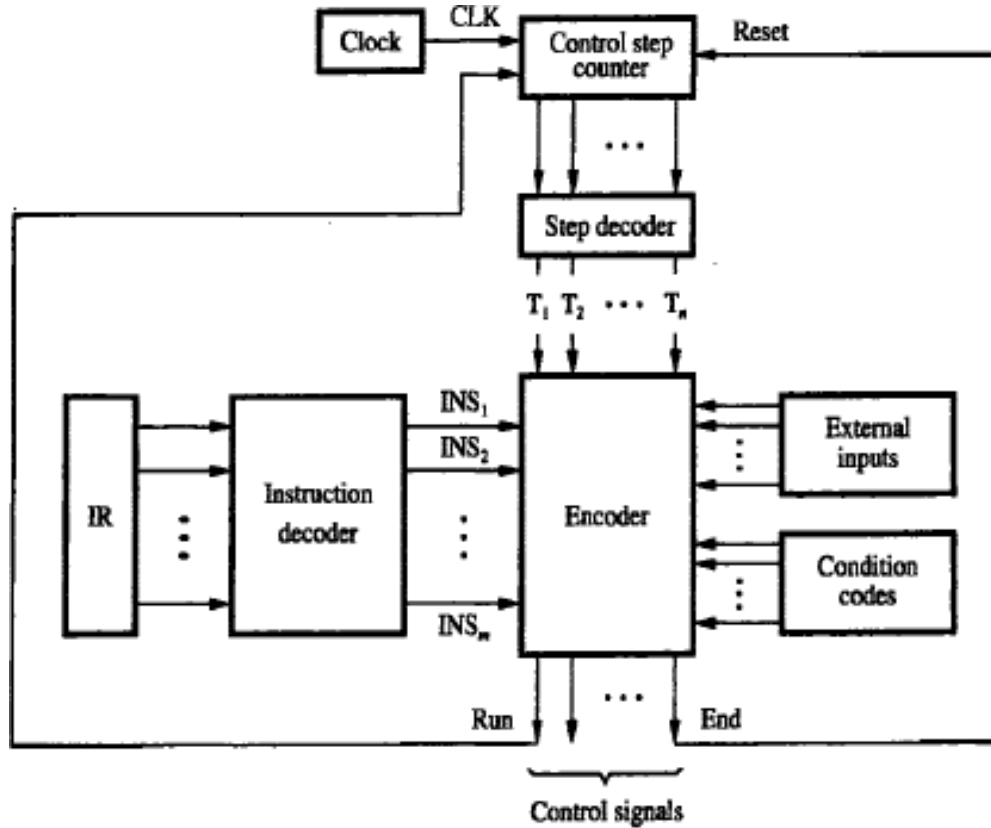 CLK
Clock
Control step
counter
Reset
Step decoder
T₁ T₂ Tₙ
IR
Instruction
decoder
INS₁
INS₂
INSₘ
Encoder
External
inputs
Condition
codes
Run
End
Control signals